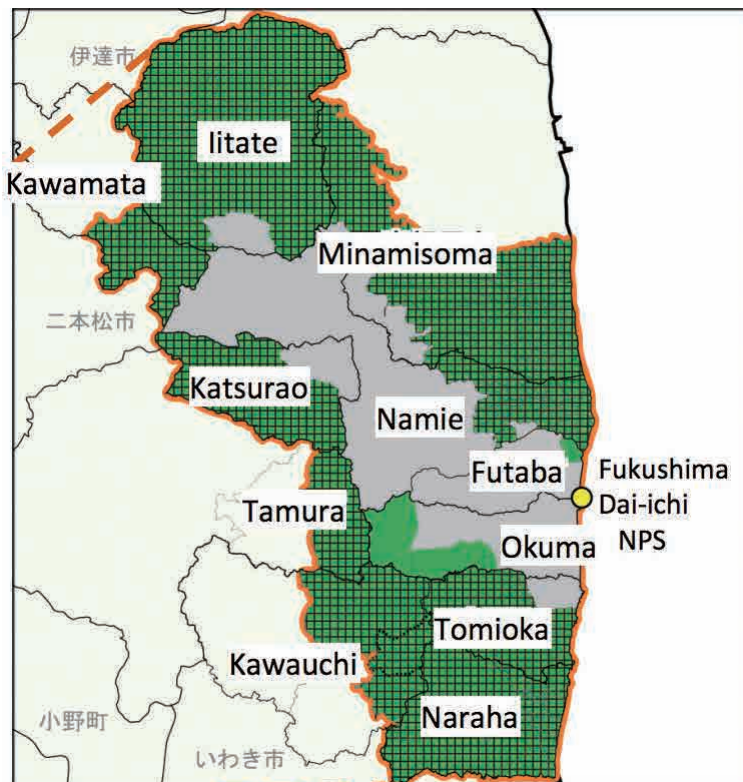 伊達市
Iitate
Kawamata
Minamisoma
二本松市
Katsurao
Namie
Futaba
Fukushima
Dai-ichi
NPS
Tamura
Okuma
Tomioka
Kawauchi
Naraha
小野町
いわき市